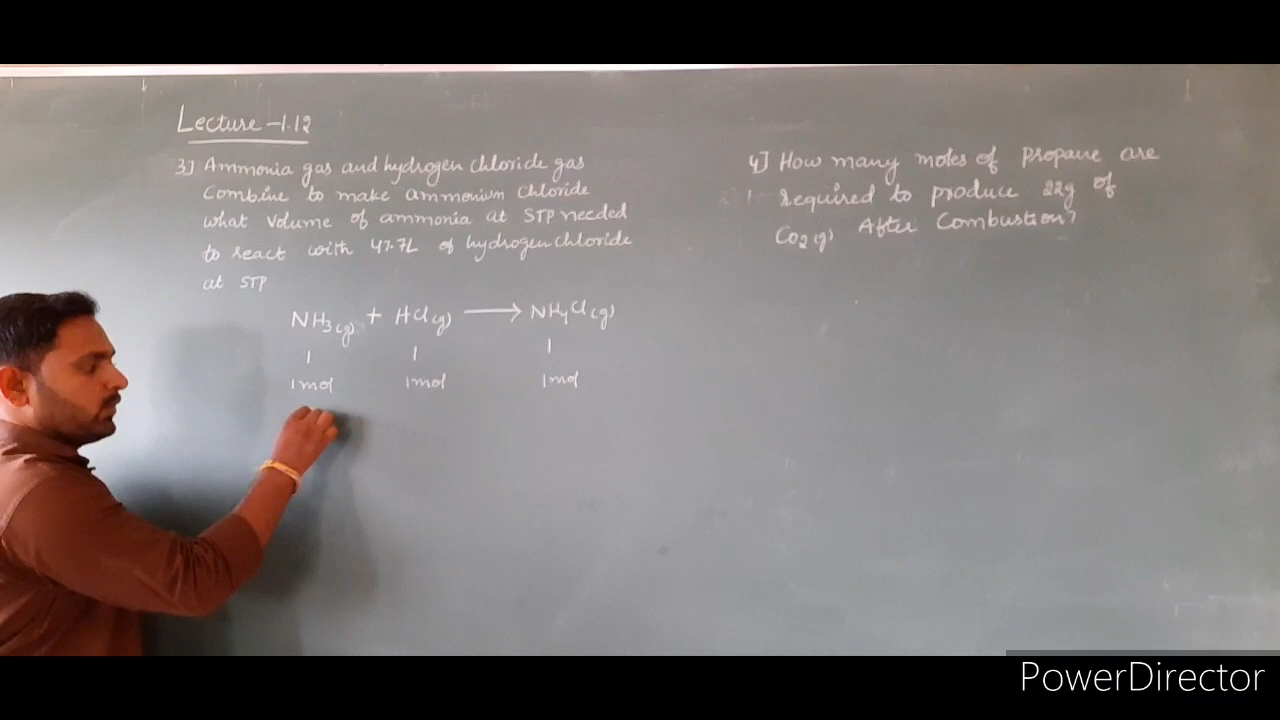 Lecture -1.12
3] Ammonia gas and hydrogen chloride gas
Combine to make ammonium chloride
what volume of ammonia at STP needed
to react with 47.7L of hydrogen chloride
at STP
NH3(g) + HCl(g) ⟶ NH4Cl(g)
1 1 1
1mol 1mol 1mol
4] How many moles of propane are
required to produce 22g of
Co2(g) After Combustion?
PowerDirector